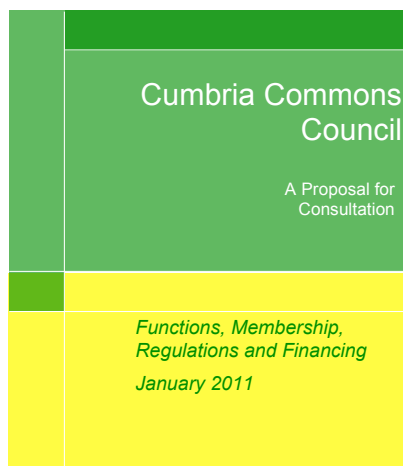 Cumbria Commons
Council
A Proposal for
Consultation
Functions, Membership,
Regulations and Financing
January 2011